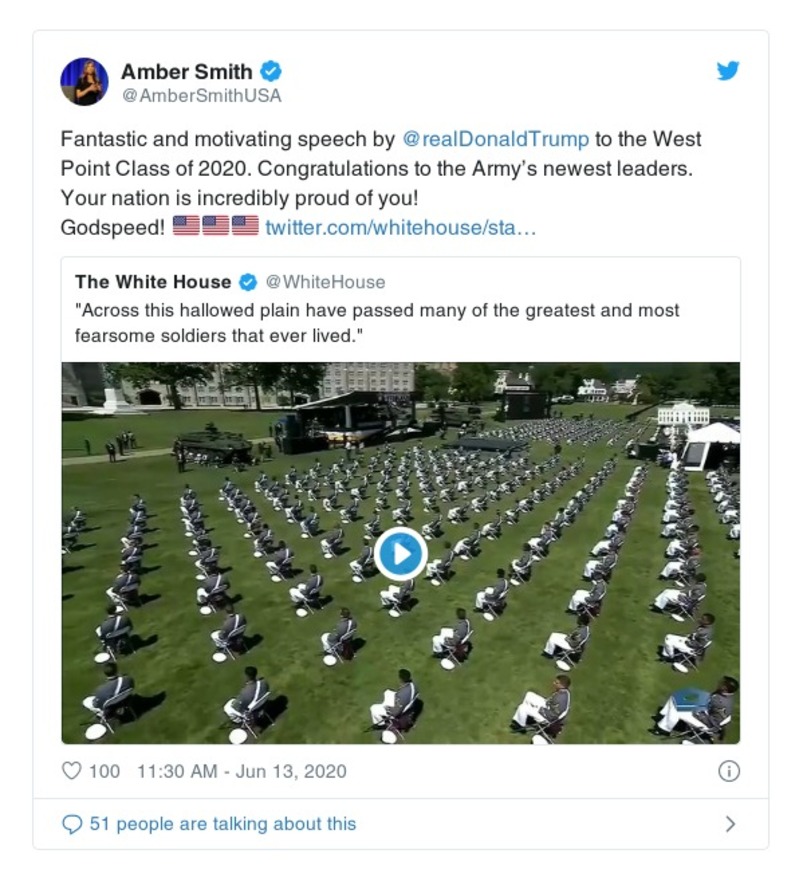 Amber Smith
@AmberSmithUSA
Fantastic and motivating speech by @realDonaldTrump to the West
Point Class of 2020. Congratulations to the Army’s newest leaders.
Your nation is incredibly proud of you!
Godspeed! 🇺🇸🇺🇸🇺🇸 twitter.com/whitehouse/sta…
The White House @WhiteHouse
"Across this hallowed plain have passed many of the greatest and most
fearsome soldiers that ever lived."
100 11:30 AM - Jun 13, 2020
51 people are talking about this